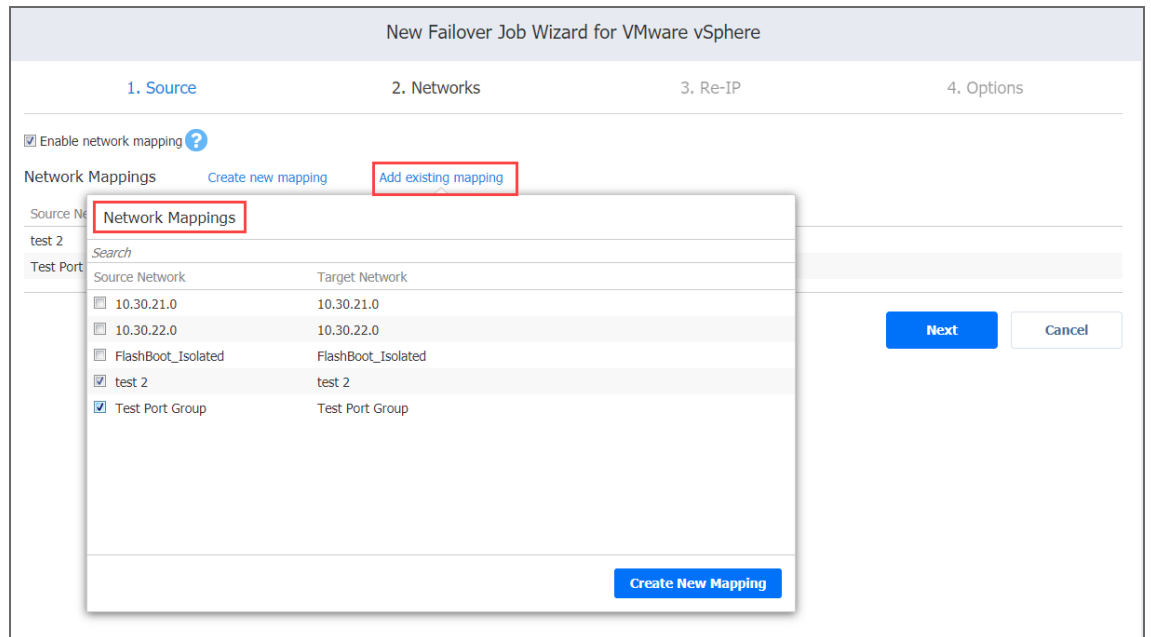 New Failover Job Wizard for VMware vSphere
1. Source 2. Networks 3. Re-IP 4. Options
Enable network mapping ?
Network Mappings Create new mapping Add existing mapping
Source Ne
Network Mappings
test 2
Search
Test Port
Source Network Target Network
10.30.21.0 10.30.21.0
10.30.22.0 10.30.22.0
FlashBoot_Isolated FlashBoot_Isolated
test 2 test 2
Test Port Group Test Port Group
Next Cancel
Create New Mapping